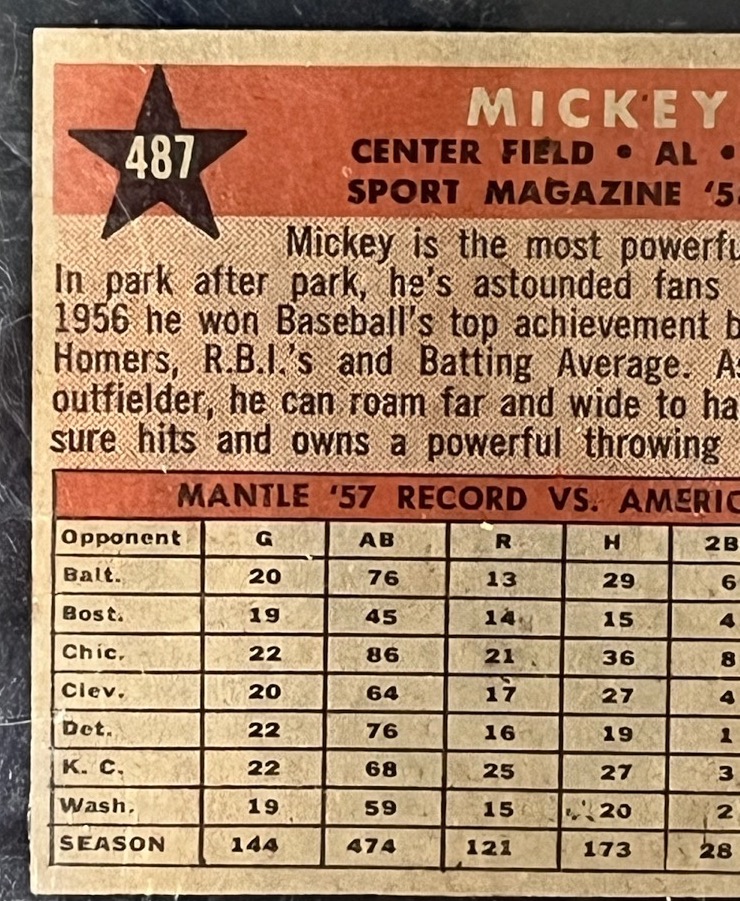 487
MICKEY
CENTER FIELD • AL •
SPORT MAGAZINE '5
Mickey is the most powerfu
In park after park, he's astounded fans
1956 he won Baseball's top achievement b
Homers, R.B.I.'s and Batting Average. As
outfielder, he can roam far and wide to ha
sure hits and owns a powerful throwing
MANTLE '57 RECORD VS. AMERIC
Opponent G AB R H 2B
Balt. 20 76 13 29 6
Bost. 19 45 14 15 4
Chic. 22 86 21 36 8
Clev. 20 64 17 27 4
Det. 22 76 16 19 1
K. C. 22 68 25 27 3
Wash. 19 59 15 20 2
SEASON 144 474 121 173 28